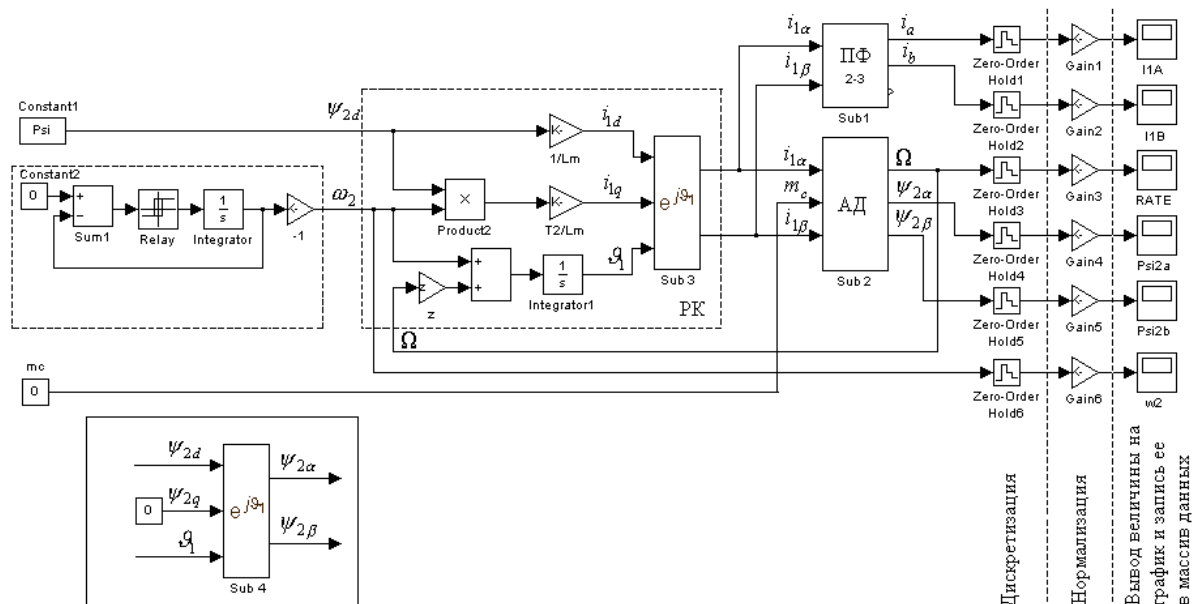 Constant1
Psi
ψ2d
Constant2
0
+
−
Sum1
Relay
1
s
Integrator
-1
ω2
K-
1/Lm
i1d
×
Product2
K-
T2/Lm
i1q
+
+
1
s
Integrator1
ϑ1
z
z
Ω
e jϑ1
Sub 3
РК
i1α
i1β
ПФ
2-3
Sub1
ia
ib
i1α
mc
i1β
АД
Sub 2
Ω
ψ2α
ψ2β
Zero-Order
Hold1
Gain1
I1A
Zero-Order
Hold2
Gain2
I1B
Zero-Order
Hold3
Gain3
RATE
Zero-Order
Hold4
Gain4
Psi2a
Zero-Order
Hold5
Gain5
Psi2b
Zero-Order
Hold6
Gain6
w2
mc
0
ψ2d
0
ψ2q
ϑ1
e jϑ1
Sub 4
ψ2α
ψ2β
Дискретизация
Нормализация
Вывод величины на
график и запись ее
в массив данных